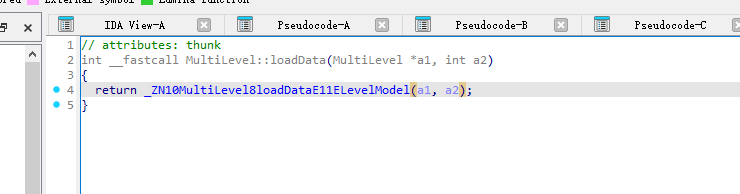 External symbol Lumina function
IDA View-A Pseudocode-A Pseudocode-B Pseudocode-C
1 // attributes: thunk
2 int __fastcall MultiLevel::loadData(MultiLevel *a1, int a2)
3 {
4 return _ZN10MultiLevel8loadDataE11ELevelModel(a1, a2);
5 }